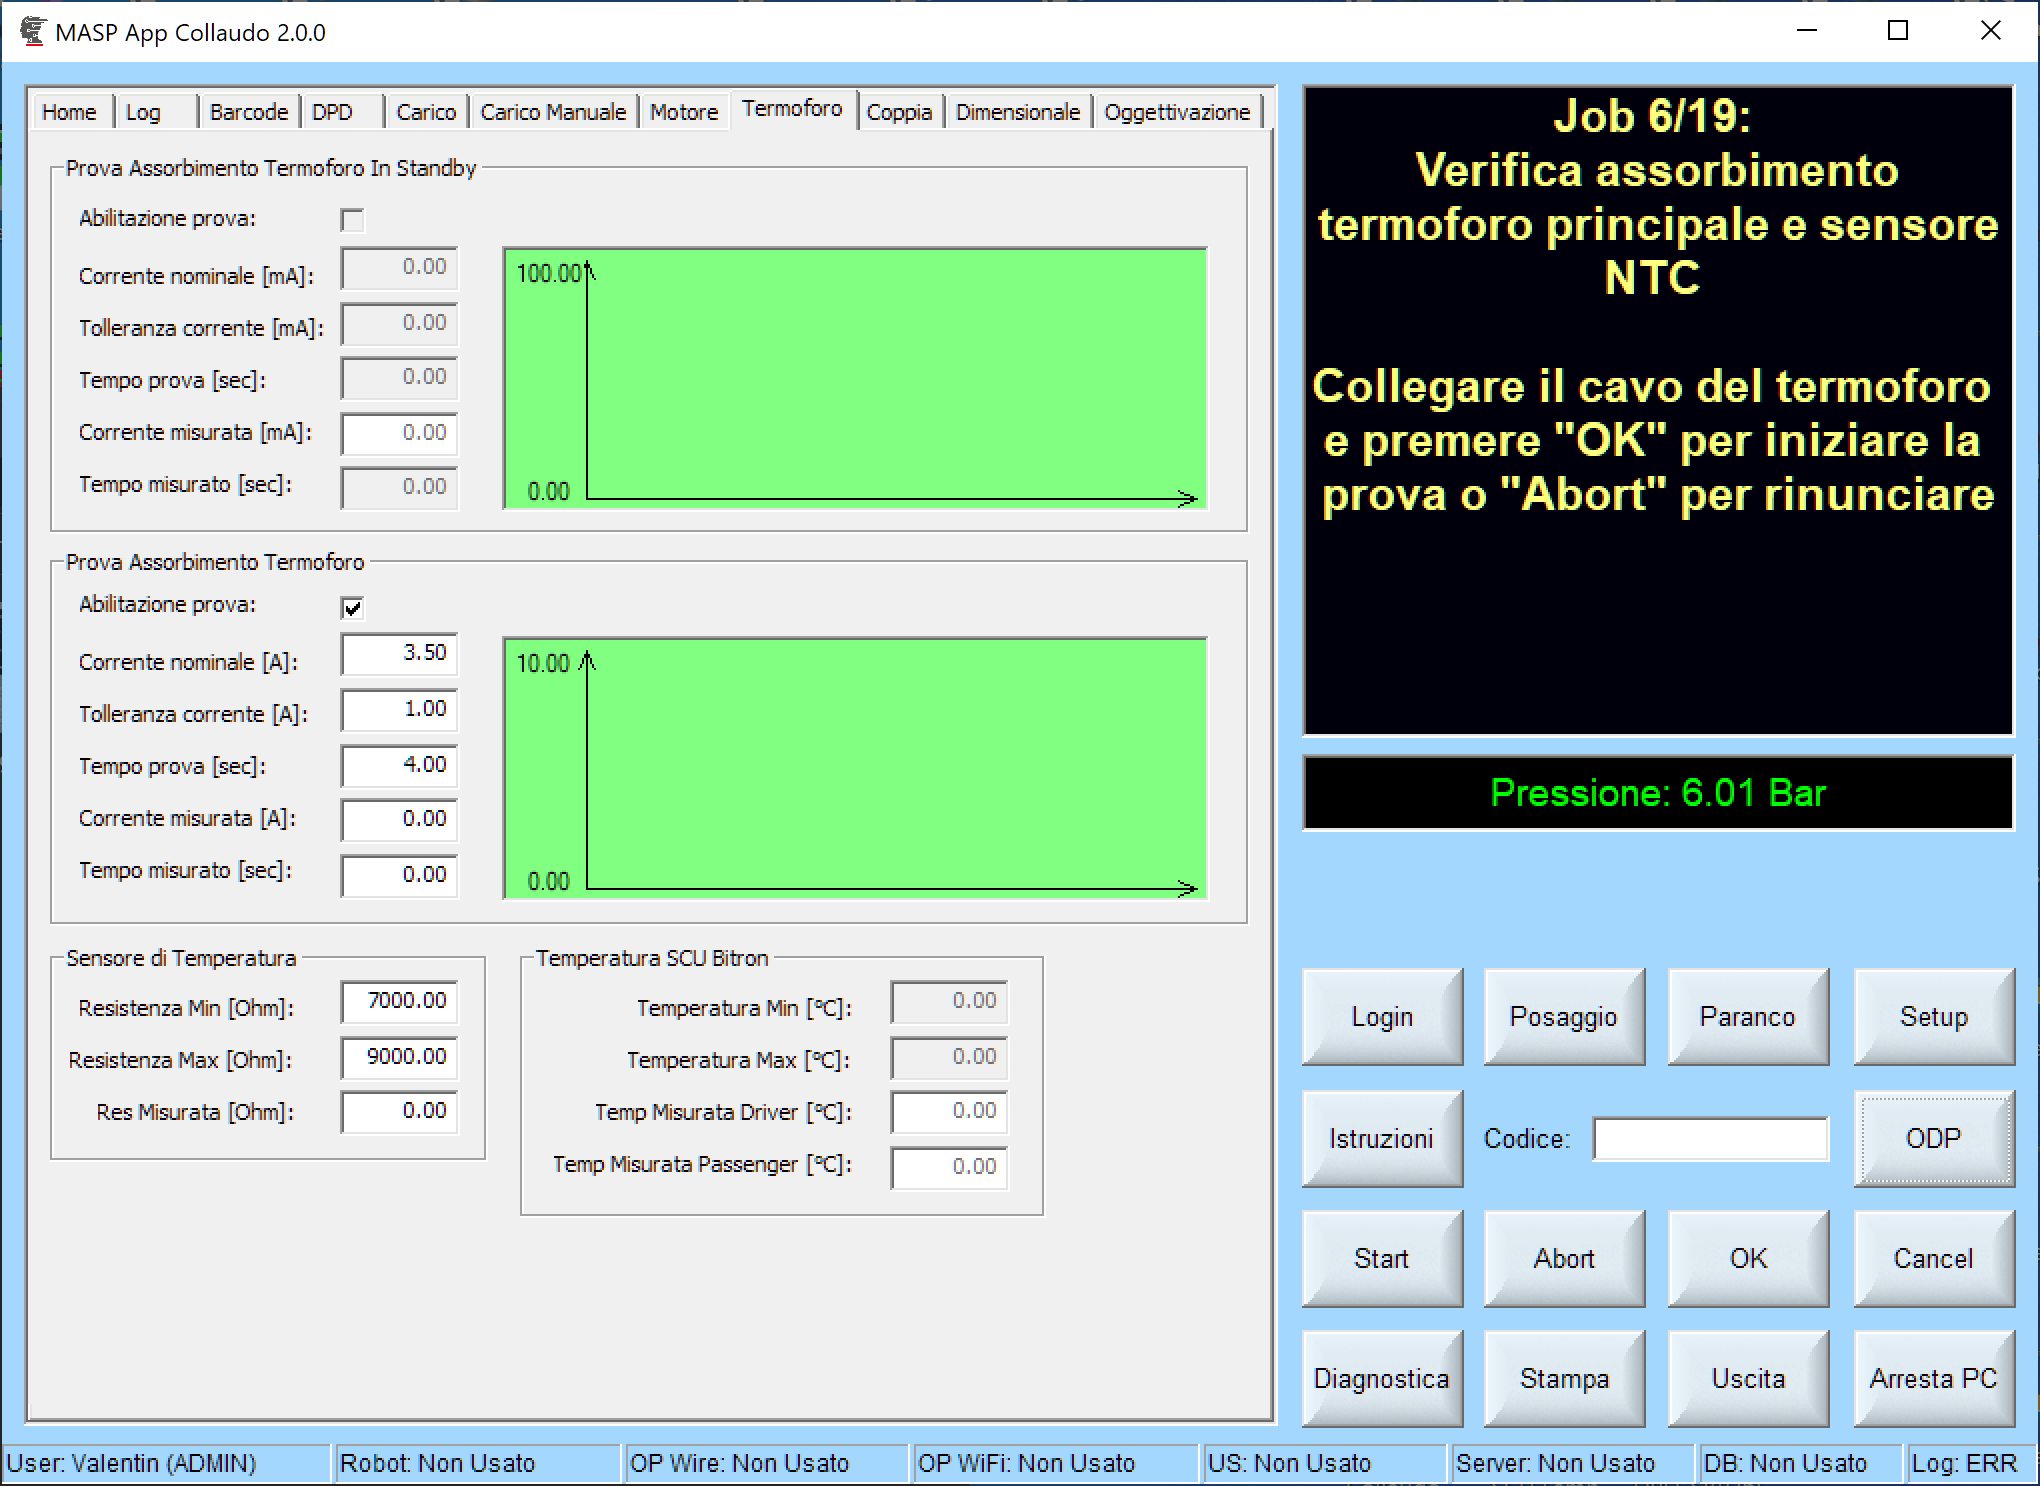 MASP App Collaudo 2.0.0
Home Log Barcode DPD Carico Carico Manuale Motore Termoforo Coppia Dimensionale Oggettivazione
Prova Assorbimento Termoforo In Standby
Abilitazione prova:
Corrente nominale [mA]: 0.00
Tolleranza corrente [mA]: 0.00
Tempo prova [sec]: 0.00
Corrente misurata [mA]: 0.00
Tempo misurato [sec]: 0.00
100.00
0.00
Prova Assorbimento Termoforo
Abilitazione prova:
Corrente nominale [A]: 3.50
Tolleranza corrente [A]: 1.00
Tempo prova [sec]: 4.00
Corrente misurata [A]: 0.00
Tempo misurato [sec]: 0.00
10.00
0.00
Sensore di Temperatura
Resistenza Min [Ohm]: 7000.00
Resistenza Max [Ohm]: 9000.00
Res Misurata [Ohm]: 0.00
Temperatura SCU Bitron
Temperatura Min [ºC]: 0.00
Temperatura Max [ºC]: 0.00
Temp Misurata Driver [ºC]: 0.00
Temp Misurata Passenger [ºC]: 0.00
Job 6/19:
Verifica assorbimento
termoforo principale e sensore
NTC
Collegare il cavo del termoforo
e premere "OK" per iniziare la
prova o "Abort" per rinunciare
Pressione: 6.01 Bar
Login Posaggio Paranco Setup
Istruzioni Codice: ODP
Start Abort OK Cancel
Diagnostica Stampa Uscita Arresta PC
User: Valentin (ADMIN) Robot: Non Usato OP Wire: Non Usato OP WiFi: Non Usato US: Non Usato Server: Non Usato DB: Non Usato Log: ERR